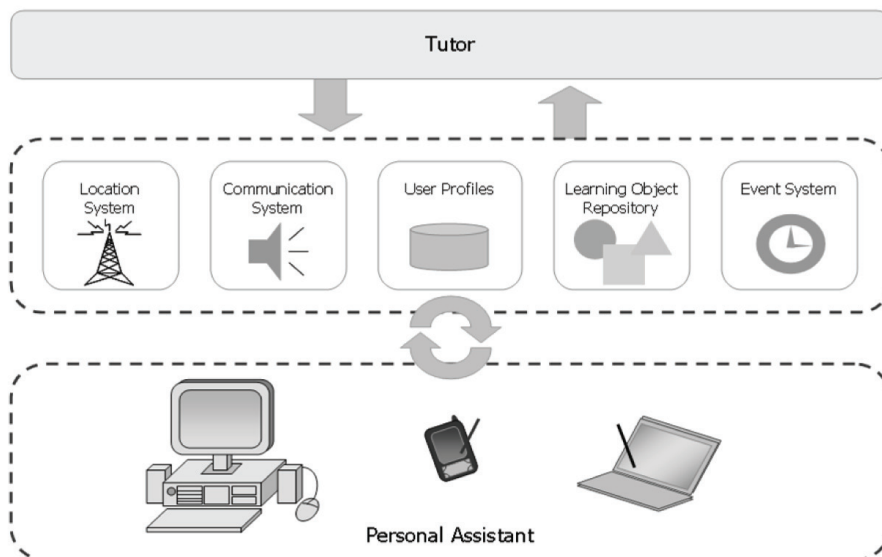 Tutor
Location
System
Communication
System
User Profiles
Learning Object
Repository
Event System
Personal Assistant